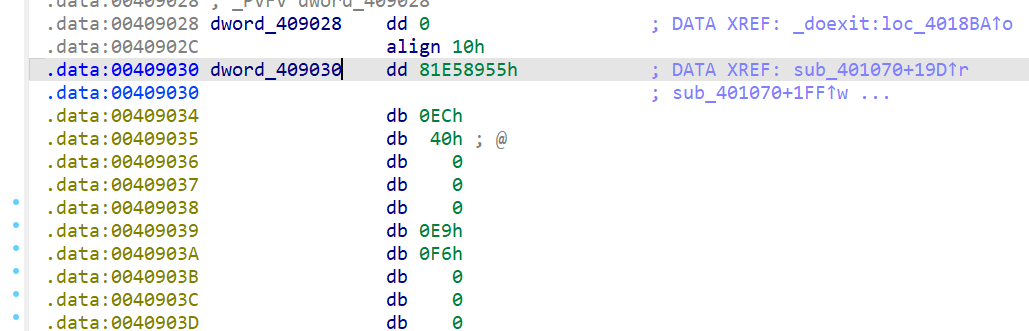 .data:00409028 ; _PVFV dword_409028
.data:00409028 dword_409028 dd 0 ; DATA XREF: _doexit:loc_4018BA↑o
.data:0040902C align 10h
.data:00409030 dword_409030 dd 81E58955h ; DATA XREF: sub_401070+19D↑r
.data:00409030 ; sub_401070+1FF↑w ...
.data:00409034 db 0ECh
.data:00409035 db 40h ; @
.data:00409036 db 0
.data:00409037 db 0
.data:00409038 db 0
.data:00409039 db 0E9h
.data:0040903A db 0F6h
.data:0040903B db 0
.data:0040903C db 0
.data:0040903D db 0